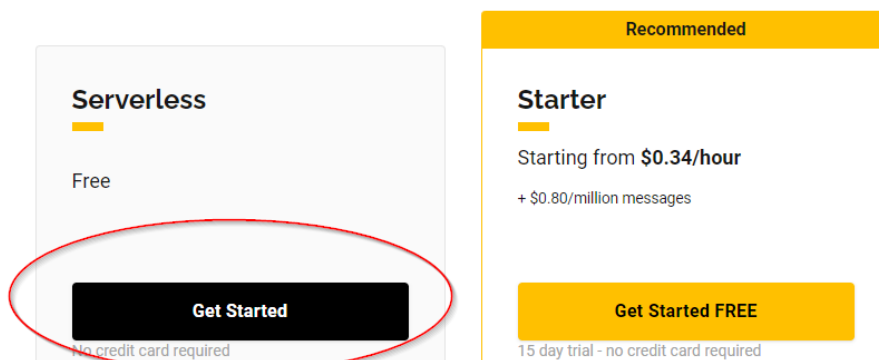 Recommended
Serverless
Free
Get Started
No credit card required
Starter
Starting from $0.34/hour
+ $0.80/million messages
Get Started FREE
15 day trial - no credit card required